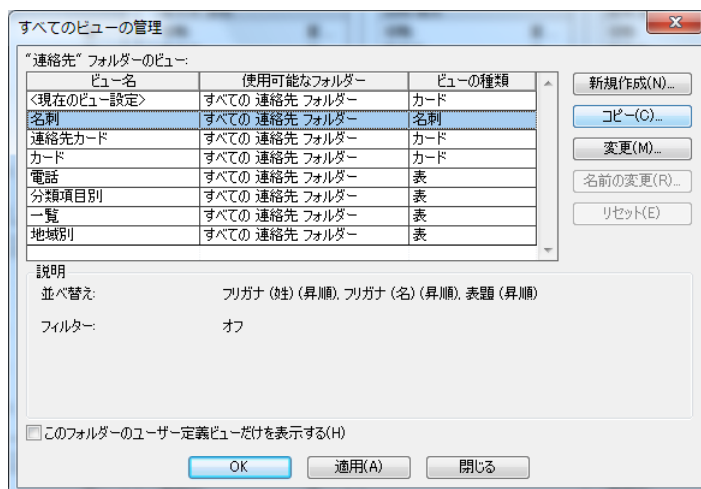 すべてのビューの管理
"連絡先" フォルダーのビュー:
ビュー名 使用可能なフォルダー ビューの種類
<現在のビュー設定> すべての 連絡先 フォルダー カード
名刺 すべての 連絡先 フォルダー 名刺
連絡先カード すべての 連絡先 フォルダー カード
カード すべての 連絡先 フォルダー カード
電話 すべての 連絡先 フォルダー 表
分類項目別 すべての 連絡先 フォルダー 表
一覧 すべての 連絡先 フォルダー 表
地域別 すべての 連絡先 フォルダー 表
新規作成(N)...
コピー(C)...
変更(M)...
名前の変更(R)...
リセット(E)
説明
並べ替え: フリガナ (姓) (昇順), フリガナ (名) (昇順), 表題 (昇順)
フィルター: オフ
このフォルダーのユーザー定義ビューだけを表示する(H)
OK 適用(A) 閉じる